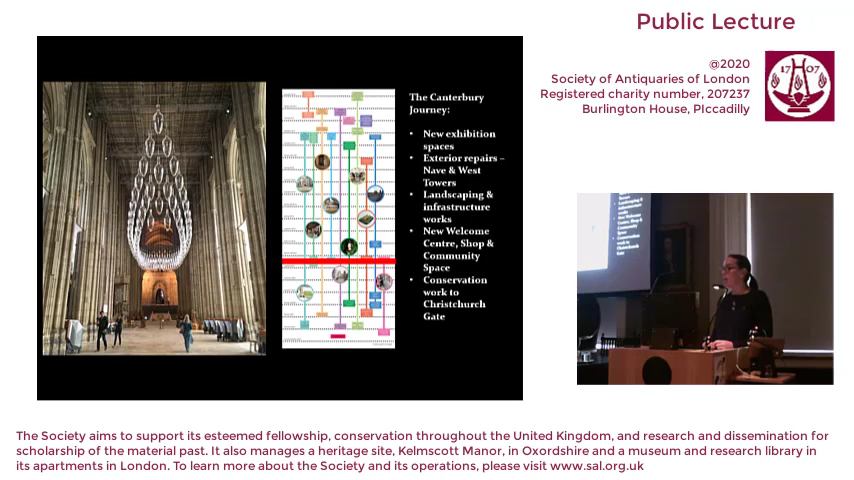 Public Lecture
@2020
Society of Antiquaries of London
Registered charity number, 207237
Burlington House, PIccadilly
17 07
The Canterbury
Journey:
• New exhibition
spaces
• Exterior repairs –
Nave & West
Towers
• Landscaping &
infrastructure
works
• New Welcome
Centre, Shop &
Community
Space
• Conservation
work to
Christchurch
Gate
The Society aims to support its esteemed fellowship, conservation throughout the United Kingdom, and research and dissemination for
scholarship of the material past. It also manages a heritage site, Kelmscott Manor, in Oxordshire and a museum and research library in
its apartments in London. To learn more about the Society and its operations, please visit www.sal.org.uk